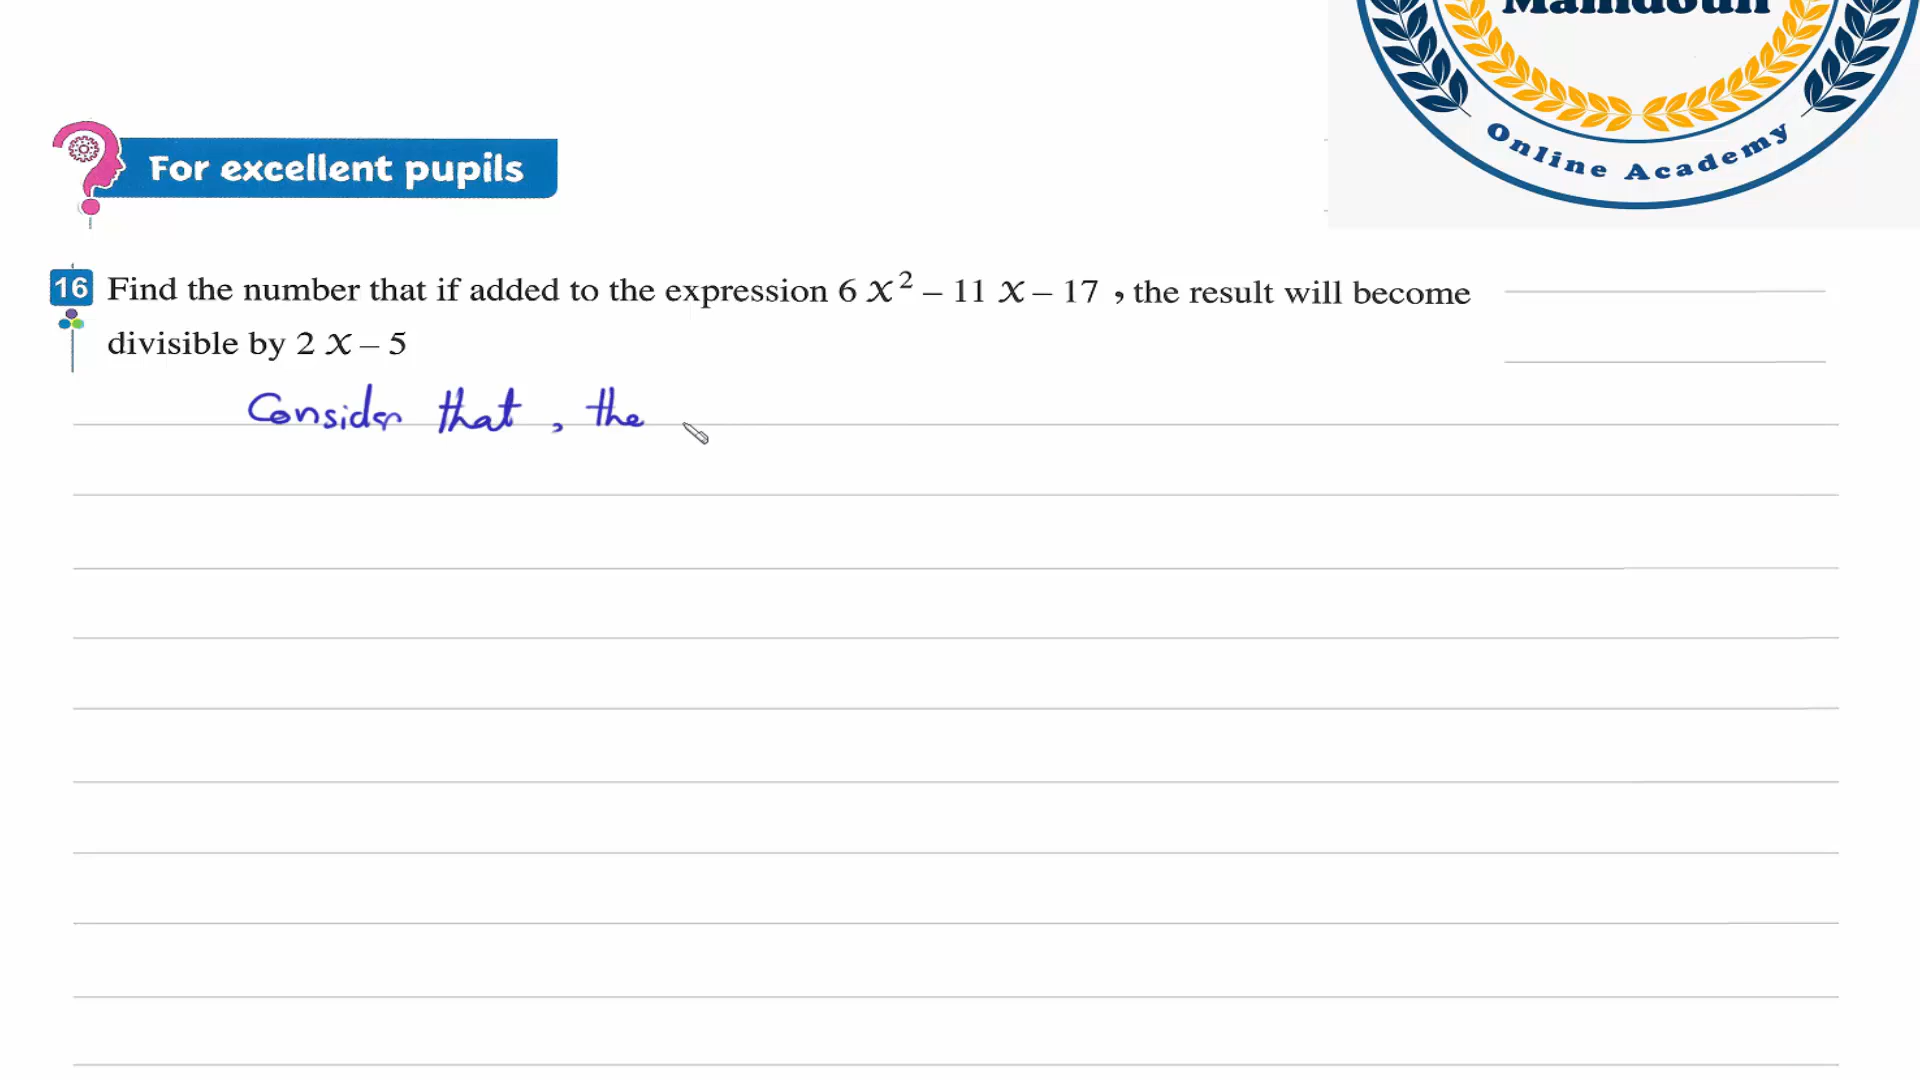 Online Academy
For excellent pupils
16 Find the number that if added to the expression 6 x² – 11 x – 17 , the result will become
divisible by 2 x – 5
Consider that , the